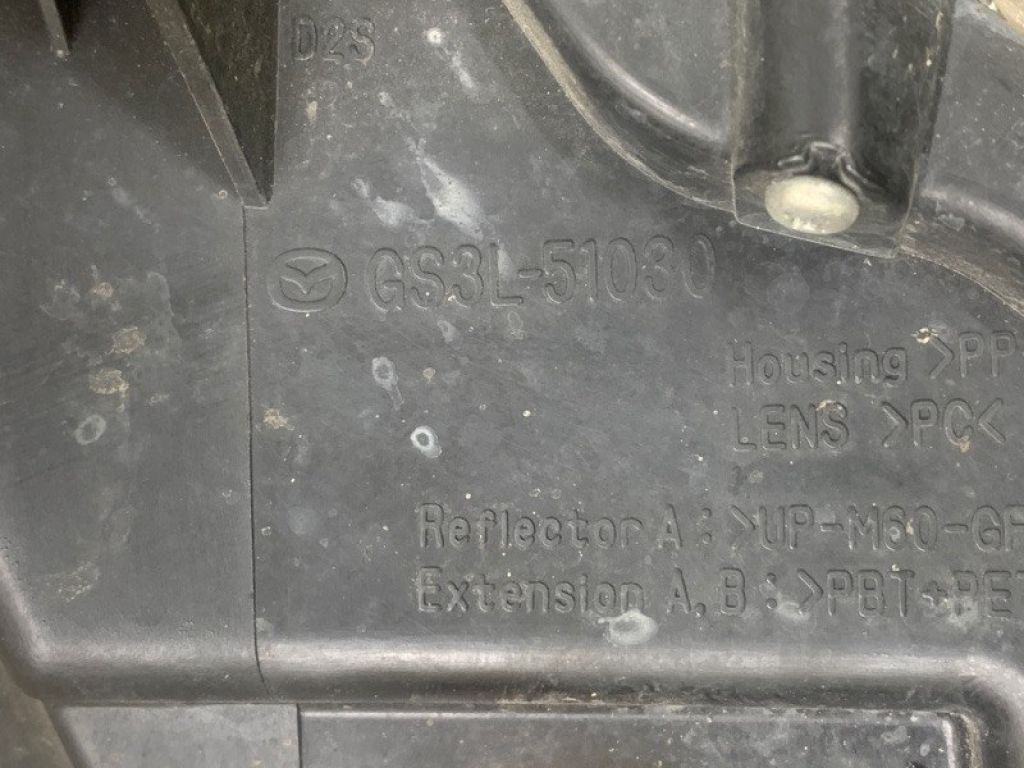 D2S
GS3L-51030
Housing >PP
LENS >PC<
Reflector A: >UP-M60-GF
Extension A,B: >PBT+PET